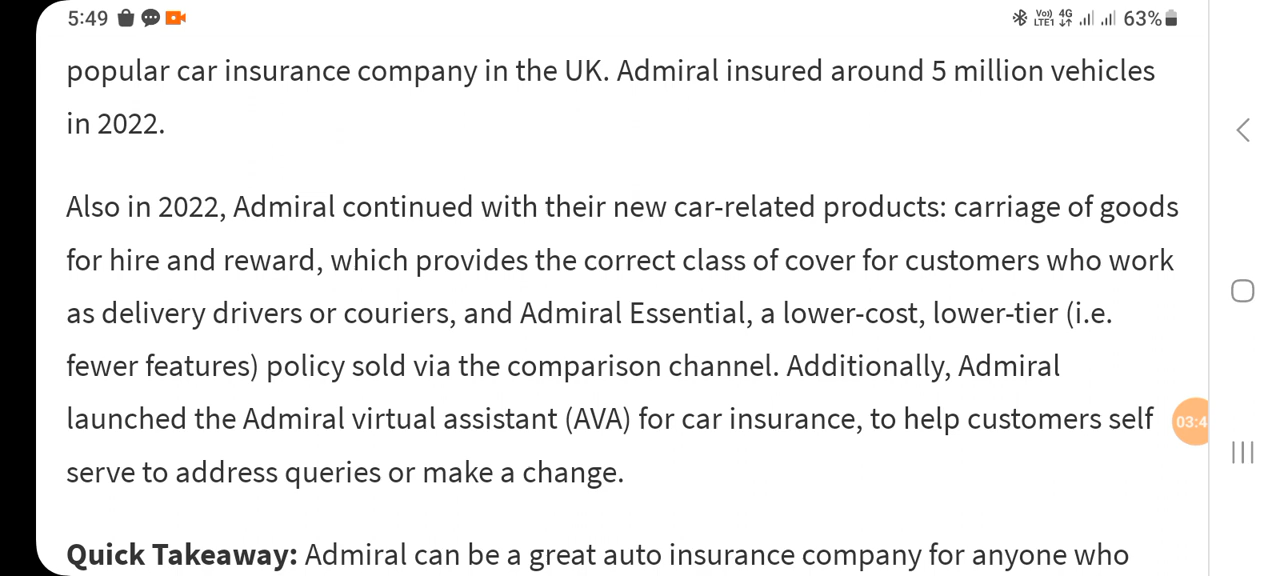 5:49
Vo)) 4G
LTE1
63%
popular car insurance company in the UK. Admiral insured around 5 million vehicles
in 2022.
Also in 2022, Admiral continued with their new car-related products: carriage of goods
for hire and reward, which provides the correct class of cover for customers who work
as delivery drivers or couriers, and Admiral Essential, a lower-cost, lower-tier (i.e.
fewer features) policy sold via the comparison channel. Additionally, Admiral
launched the Admiral virtual assistant (AVA) for car insurance, to help customers self
03:4
serve to address queries or make a change.
Quick Takeaway: Admiral can be a great auto insurance company for anyone who